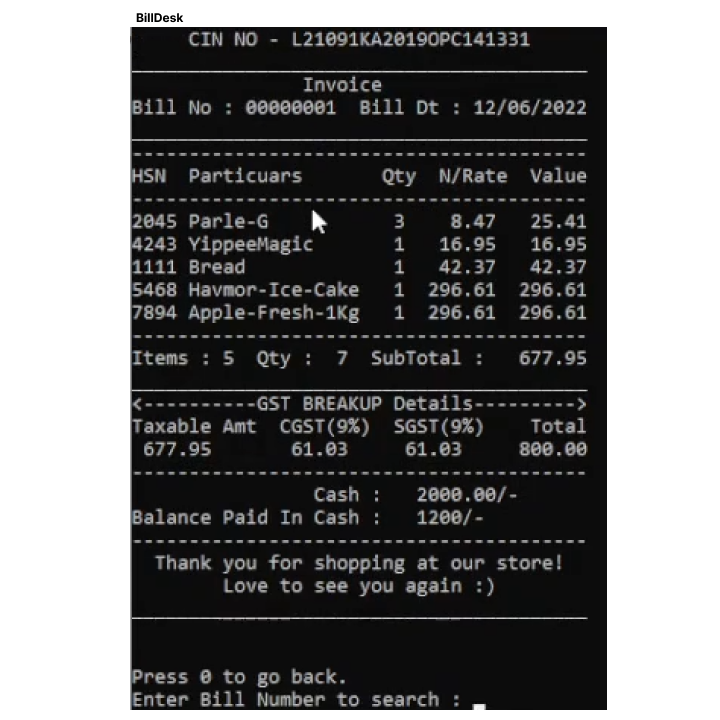 BillDesk
CIN NO - L21091KA2019OPC141331
Invoice
Bill No : 00000001 Bill Dt : 12/06/2022
HSN Particuars Qty N/Rate Value
2045 Parle-G 3 8.47 25.41
4243 YippeeMagic 1 16.95 16.95
1111 Bread 1 42.37 42.37
5468 Havmor-Ice-Cake 1 296.61 296.61
7894 Apple-Fresh-1Kg 1 296.61 296.61
Items : 5 Qty : 7 SubTotal : 677.95
<----------GST BREAKUP Details--------->
Taxable Amt CGST(9%) SGST(9%) Total
677.95 61.03 61.03 800.00
Cash : 2000.00/-
Balance Paid In Cash : 1200/-
Thank you for shopping at our store!
Love to see you again :)
Press 0 to go back.
Enter Bill Number to search :